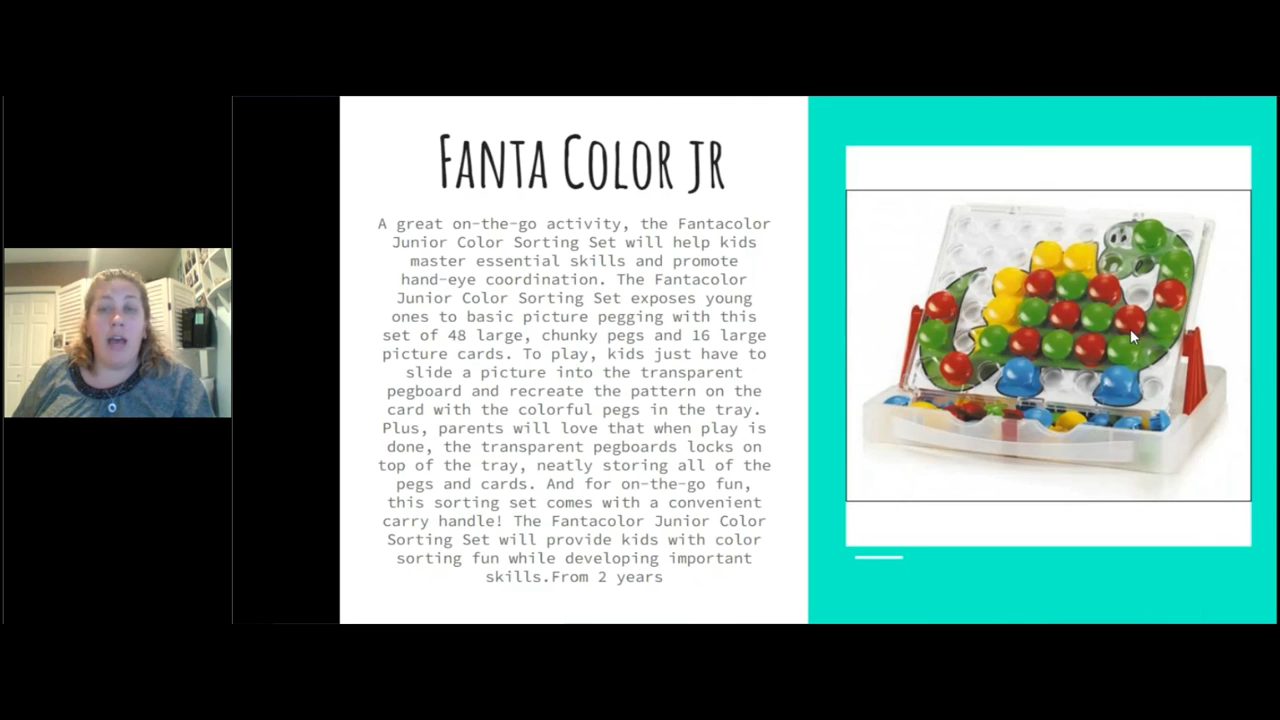 FANTA COLOR JR
A great on-the-go activity, the Fantacolor
Junior Color Sorting Set will help kids
master essential skills and promote
hand-eye coordination. The Fantacolor
Junior Color Sorting Set exposes young
ones to basic picture pegging with this
set of 48 large, chunky pegs and 16 large
picture cards. To play, kids just have to
slide a picture into the transparent
pegboard and recreate the pattern on the
card with the colorful pegs in the tray.
Plus, parents will love that when play is
done, the transparent pegboards locks on
top of the tray, neatly storing all of the
pegs and cards. And for on-the-go fun,
this sorting set comes with a convenient
carry handle! The Fantacolor Junior Color
Sorting Set will provide kids with color
sorting fun while developing important
skills.From 2 years